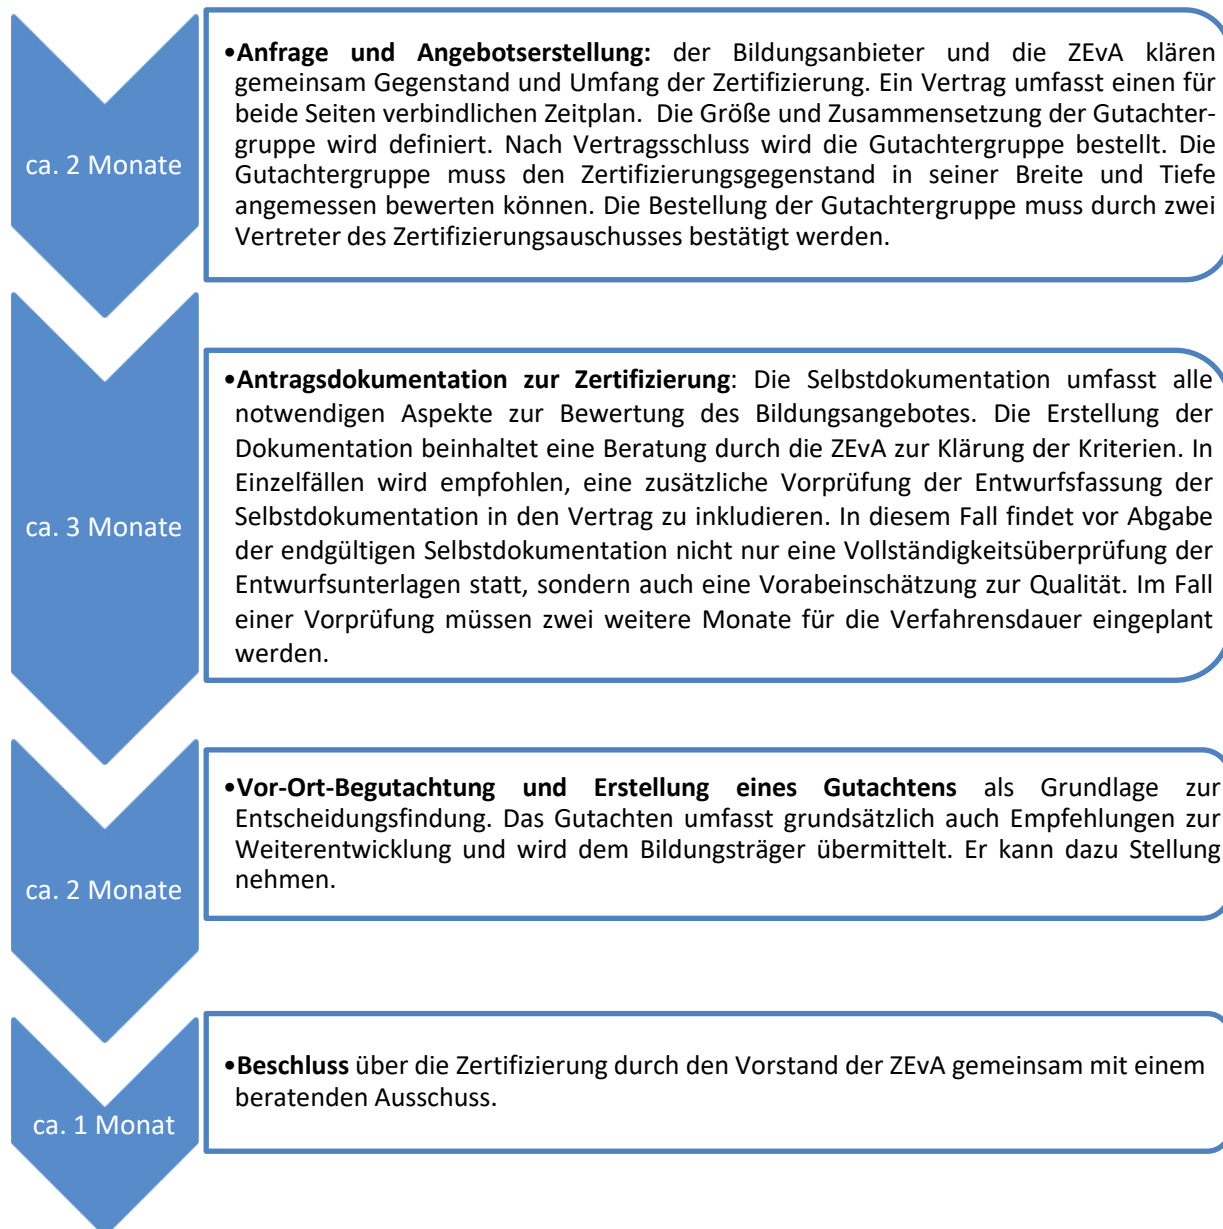 ca. 2 Monate
•Anfrage und Angebotserstellung: der Bildungsanbieter und die ZEvA klären
gemeinsam Gegenstand und Umfang der Zertifizierung. Ein Vertrag umfasst einen für
beide Seiten verbindlichen Zeitplan. Die Größe und Zusammensetzung der Gutachter-
gruppe wird definiert. Nach Vertragsschluss wird die Gutachtergruppe bestellt. Die
Gutachtergruppe muss den Zertifizierungsgegenstand in seiner Breite und Tiefe
angemessen bewerten können. Die Bestellung der Gutachtergruppe muss durch zwei
Vertreter des Zertifizierungsauschusses bestätigt werden.
ca. 3 Monate
•Antragsdokumentation zur Zertifizierung: Die Selbstdokumentation umfasst alle
notwendigen Aspekte zur Bewertung des Bildungsangebotes. Die Erstellung der
Dokumentation beinhaltet eine Beratung durch die ZEvA zur Klärung der Kriterien. In
Einzelfällen wird empfohlen, eine zusätzliche Vorprüfung der Entwurfsfassung der
Selbstdokumentation in den Vertrag zu inkludieren. In diesem Fall findet vor Abgabe
der endgültigen Selbstdokumentation nicht nur eine Vollständigkeitsüberprüfung der
Entwurfsunterlagen statt, sondern auch eine Vorabeinschätzung zur Qualität. Im Fall
einer Vorprüfung müssen zwei weitere Monate für die Verfahrensdauer eingeplant
werden.
ca. 2 Monate
•Vor-Ort-Begutachtung und Erstellung eines Gutachtens als Grundlage zur
Entscheidungsfindung. Das Gutachten umfasst grundsätzlich auch Empfehlungen zur
Weiterentwicklung und wird dem Bildungsträger übermittelt. Er kann dazu Stellung
nehmen.
ca. 1 Monat
•Beschluss über die Zertifizierung durch den Vorstand der ZEvA gemeinsam mit einem
beratenden Ausschuss.